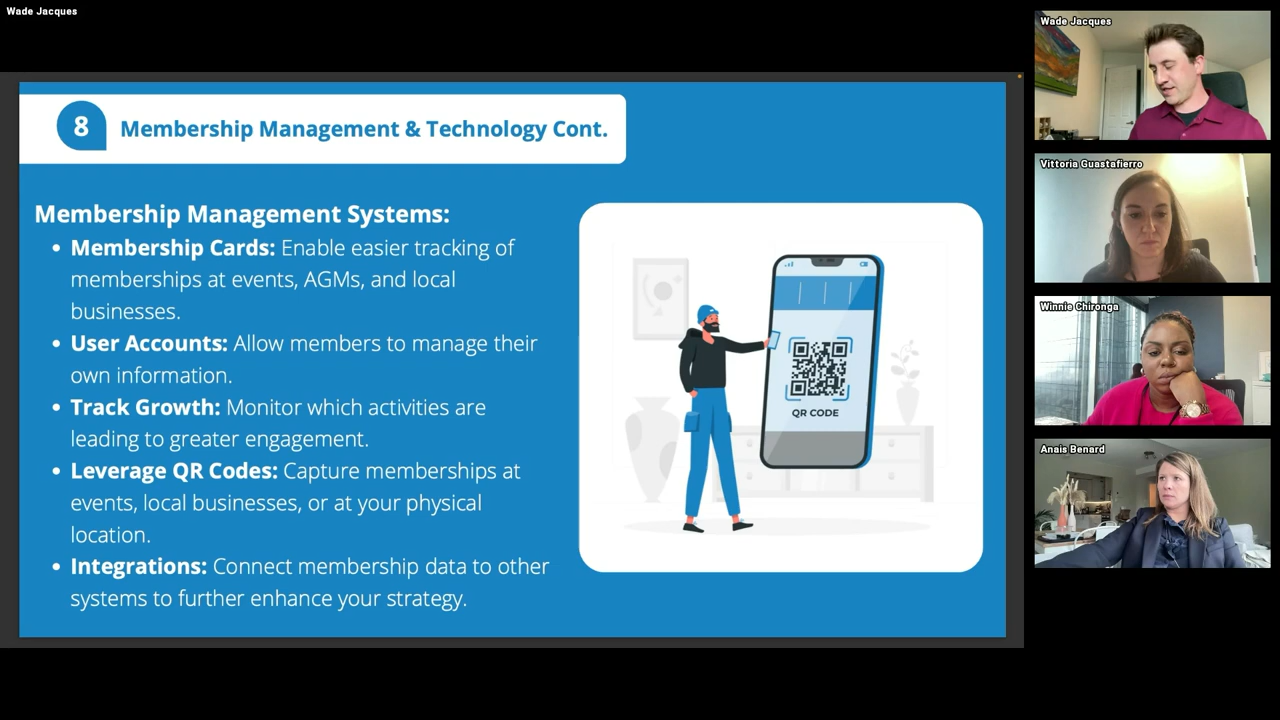 Wade Jacques
8 Membership Management & Technology Cont.
Membership Management Systems:
• Membership Cards: Enable easier tracking of
memberships at events, AGMs, and local
businesses.
• User Accounts: Allow members to manage their
own information.
• Track Growth: Monitor which activities are
leading to greater engagement.
• Leverage QR Codes: Capture memberships at
events, local businesses, or at your physical
location.
• Integrations: Connect membership data to other
systems to further enhance your strategy.
QR CODE
Wade Jacques
Vittoria Guastafierro
Winnie Chironga
Anais Benard